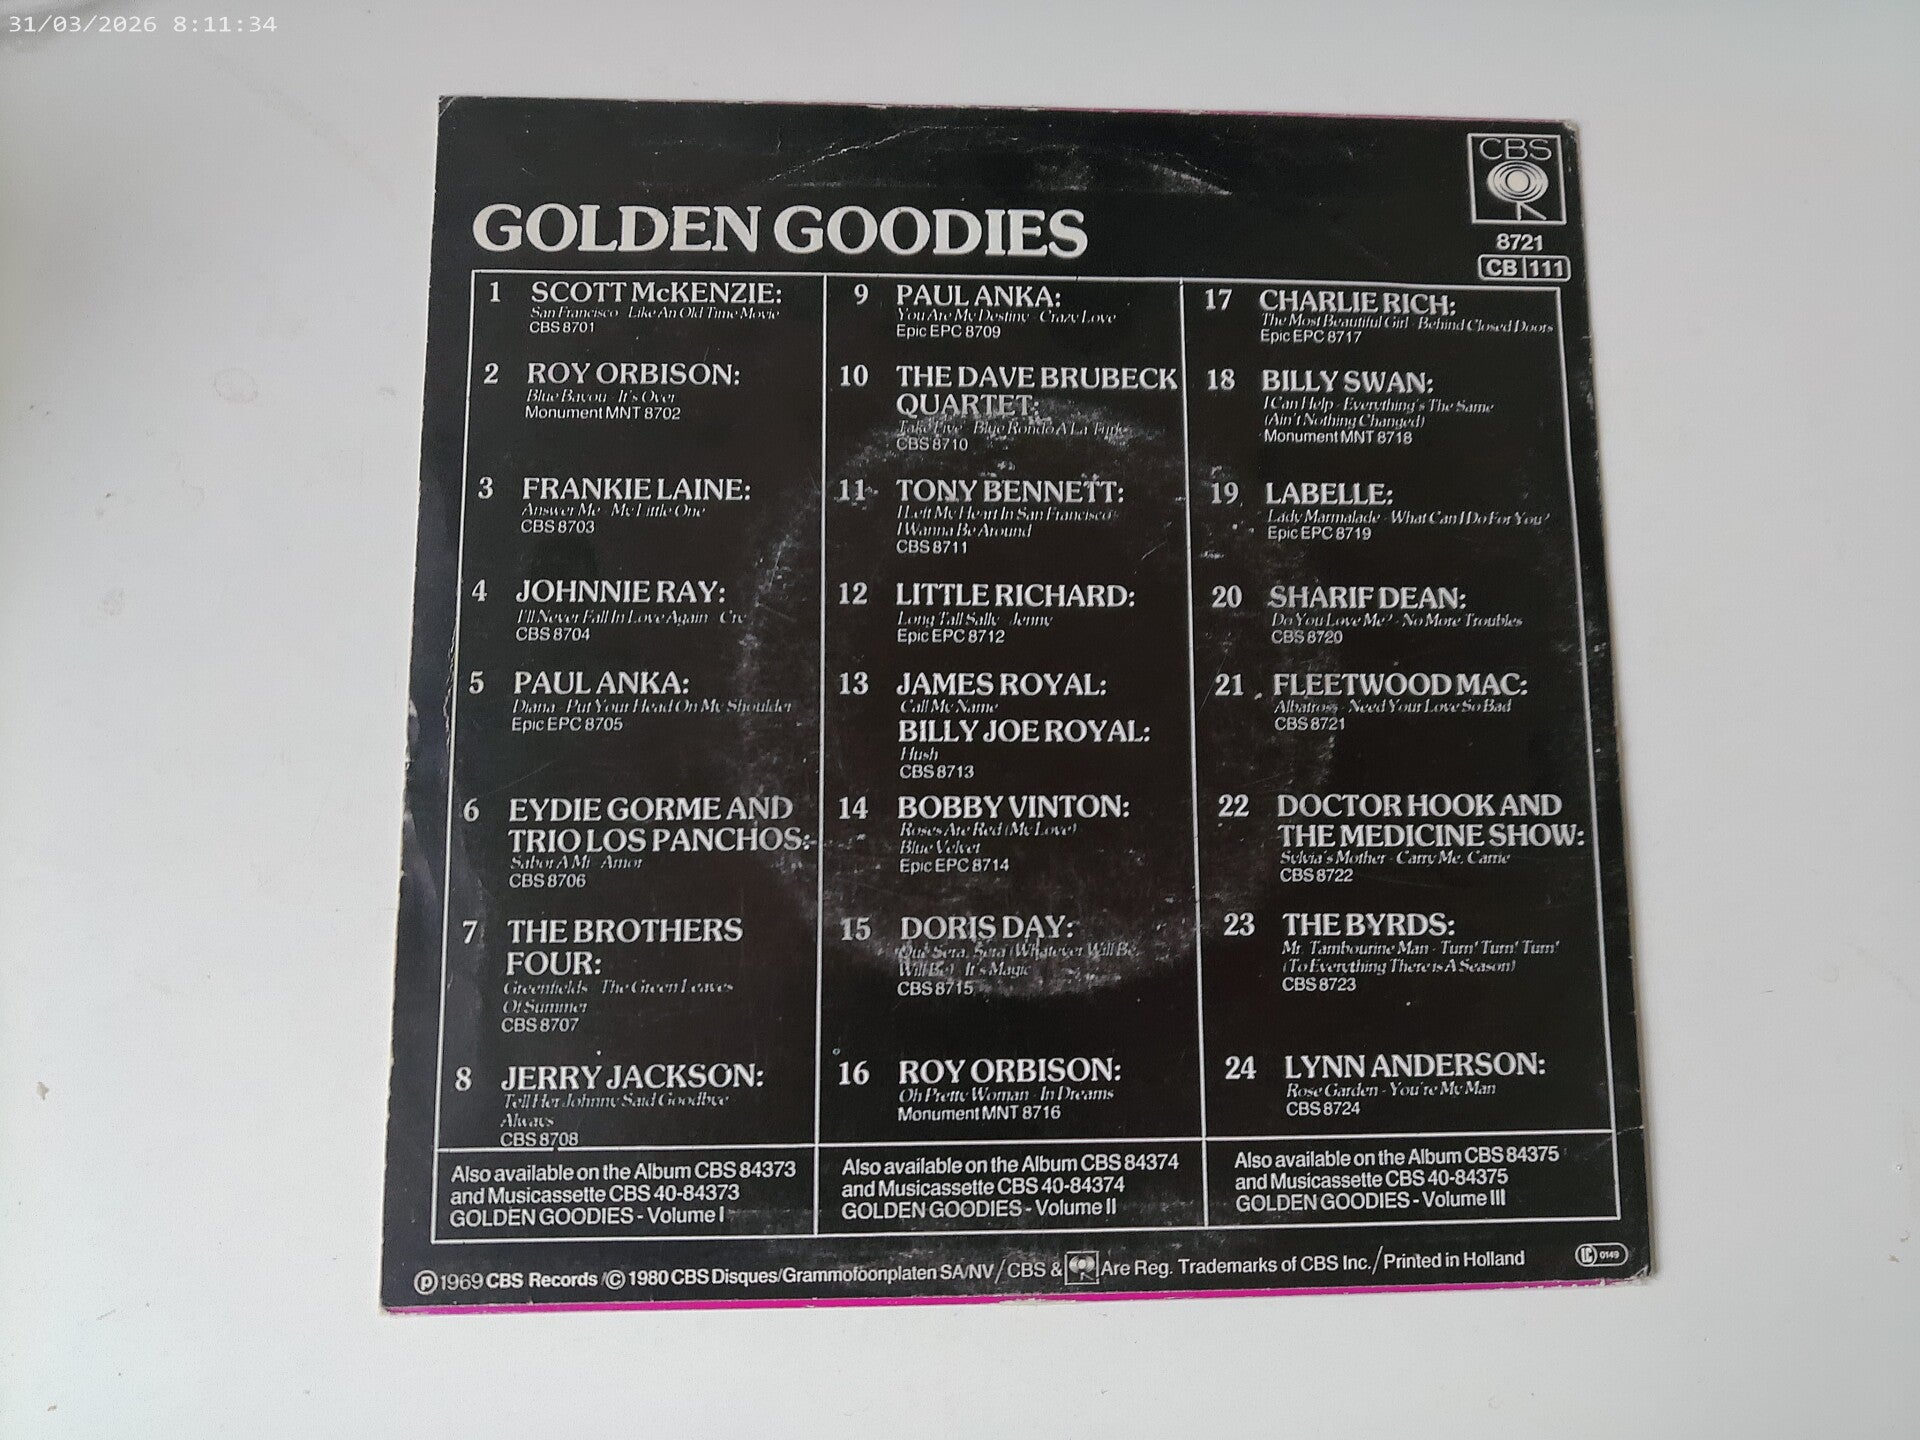 31/03/2026 8:11:34
CBS
8721
CB 111
GOLDEN GOODIES
1 SCOTT McKENZIE:
San Francisco - Like An Old Time Movie
CBS 8701
2 ROY ORBISON:
Blue Bayou - It's Over
Monument MNT 8702
3 FRANKIE LAINE:
Answer Me - My Little One
CBS 8703
4 JOHNNIE RAY:
I'll Never Fall In Love Again - Cry
CBS 8704
5 PAUL ANKA:
Diana - Put Your Head On My Shoulder
Epic EPC 8705
6 EYDIE GORME AND
TRIO LOS PANCHOS:
Sabor A Mi - Amor
CBS 8706
7 THE BROTHERS
FOUR:
Greenfields - The Green Leaves
Of Summer
CBS 8707
8 JERRY JACKSON:
Tell Her Johnny Said Goodbye
Always
CBS 8708
Also available on the Album CBS 84373
and Musicassette CBS 40-84373
GOLDEN GOODIES - Volume I
9 PAUL ANKA:
You Are My Destiny - Crazy Love
Epic EPC 8709
10 THE DAVE BRUBECK
QUARTET:
Take Five - Blue Rondo A La Turk
CBS 8710
11 TONY BENNETT:
I Left My Heart In San Francisco
I Wanna Be Around
CBS 8711
12 LITTLE RICHARD:
Long Tall Sally - Jenny
Epic EPC 8712
13 JAMES ROYAL:
Call My Name
BILLY JOE ROYAL:
Hush
CBS 8713
14 BOBBY VINTON:
Roses Are Red (My Love)
Blue Velvet
Epic EPC 8714
15 DORIS DAY:
Que Sera, Sera (Whatever Will Be,
Will Be) - It's Magic
CBS 8715
16 ROY ORBISON:
Oh Pretty Woman - In Dreams
Monument MNT 8716
Also available on the Album CBS 84374
and Musicassette CBS 40-84374
GOLDEN GOODIES - Volume II
17 CHARLIE RICH:
The Most Beautiful Girl - Behind Closed Doors
Epic EPC 8717
18 BILLY SWAN:
I Can Help - Everything's The Same
(Ain't Nothing Changed)
Monument MNT 8718
19 LABELLE:
Lady Marmalade - What Can I Do For You?
Epic EPC 8719
20 SHARIF DEAN:
Do You Love Me? - No More Troubles
CBS 8720
21 FLEETWOOD MAC:
Albatross - Need Your Love So Bad
CBS 8721
22 DOCTOR HOOK AND
THE MEDICINE SHOW:
Sylvia's Mother - Carry Me, Carrie
CBS 8722
23 THE BYRDS:
Mr. Tambourine Man - Turn! Turn! Turn!
(To Everything There is A Season)
CBS 8723
24 LYNN ANDERSON:
Rose Garden - You're My Man
CBS 8724
Also available on the Album CBS 84375
and Musicassette CBS 40-84375
GOLDEN GOODIES - Volume III
℗ 1969 CBS Records / © 1980 CBS Disques/Grammofoonplaten SA/NV / CBS & Are Reg. Trademarks of CBS Inc. / Printed in Holland
LC 0149